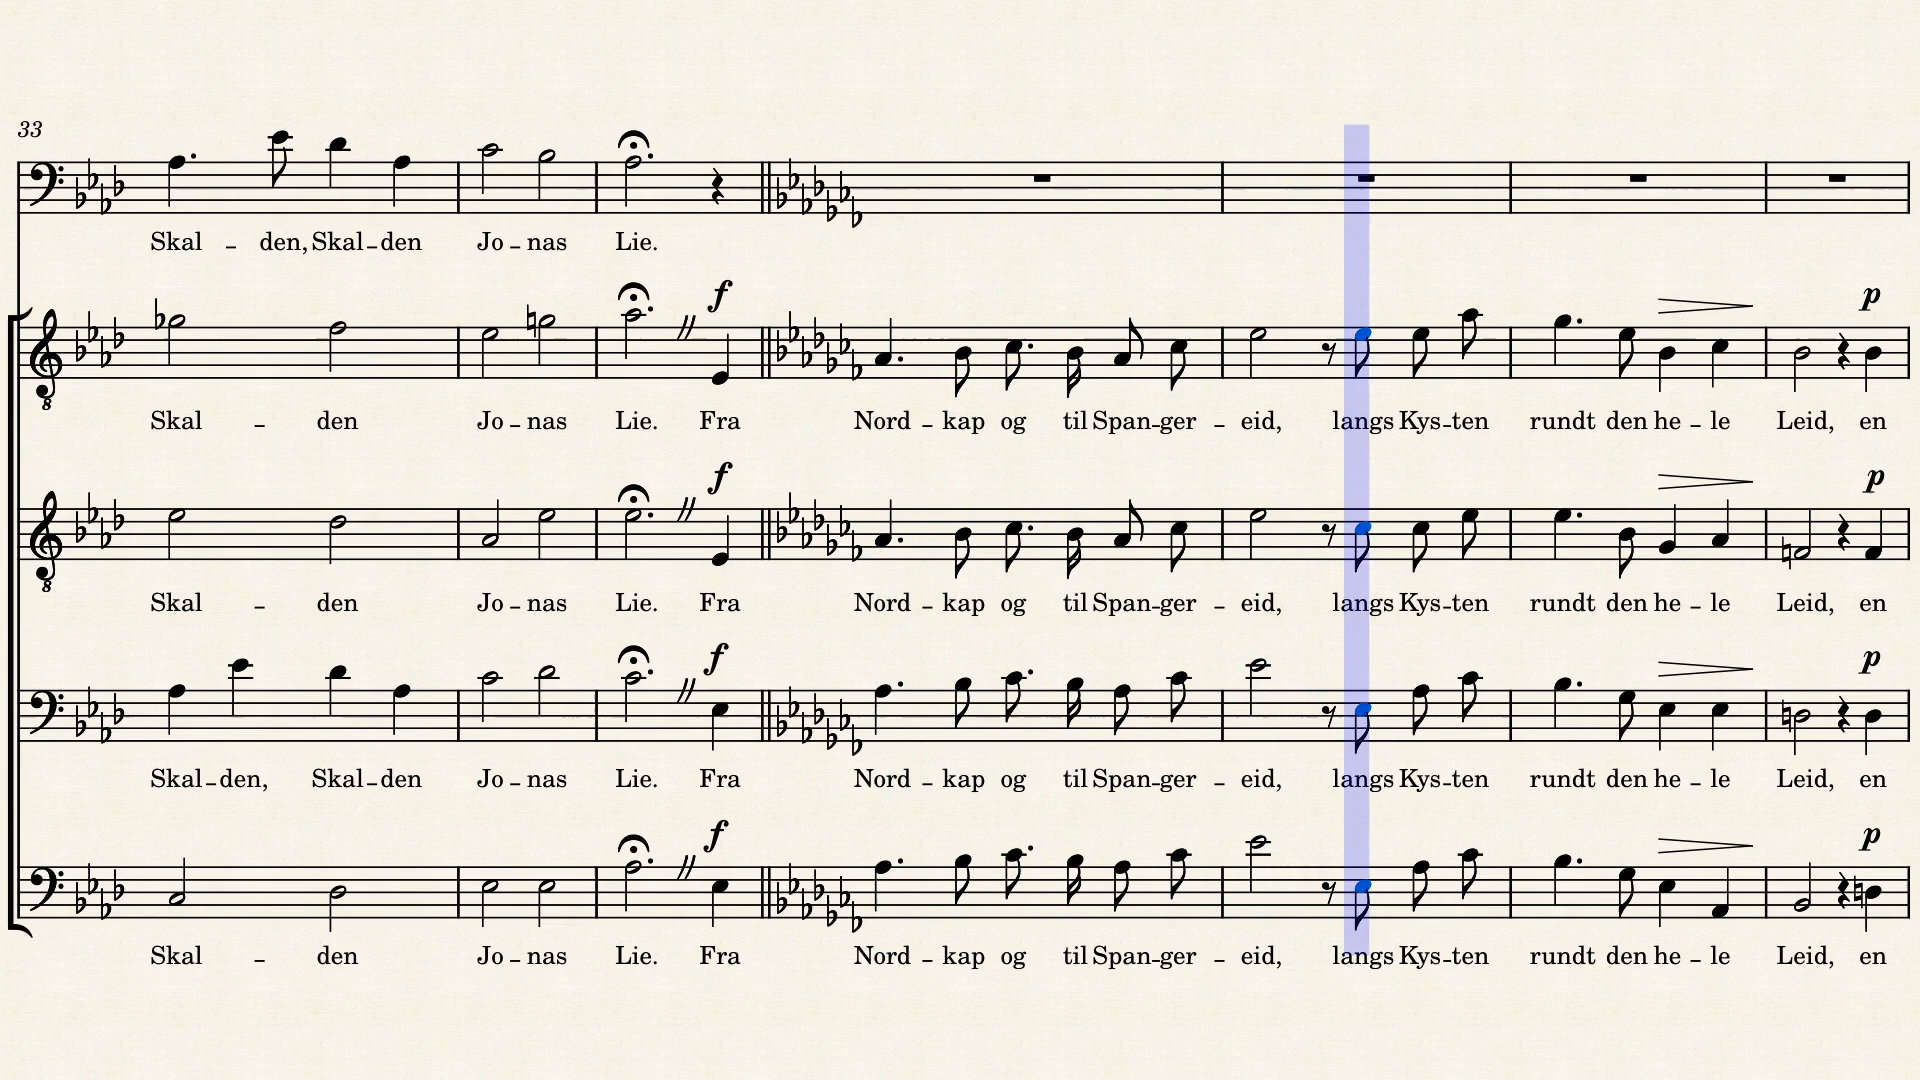 33
Skal - den, Skal - den Jo - nas Lie.
f
Skal - den Jo - nas Lie. Fra Nord - kap og til Span - ger - eid, langs Kys - ten rundt den he - le Leid, en
p
8
f
Skal - den Jo - nas Lie. Fra Nord - kap og til Span - ger - eid, langs Kys - ten rundt den he - le Leid, en
p
8
f
Skal - den, Skal - den Jo - nas Lie. Fra Nord - kap og til Span - ger - eid, langs Kys - ten rundt den he - le Leid, en
p
f
Skal - den Jo - nas Lie. Fra Nord - kap og til Span - ger - eid, langs Kys - ten rundt den he - le Leid, en
p